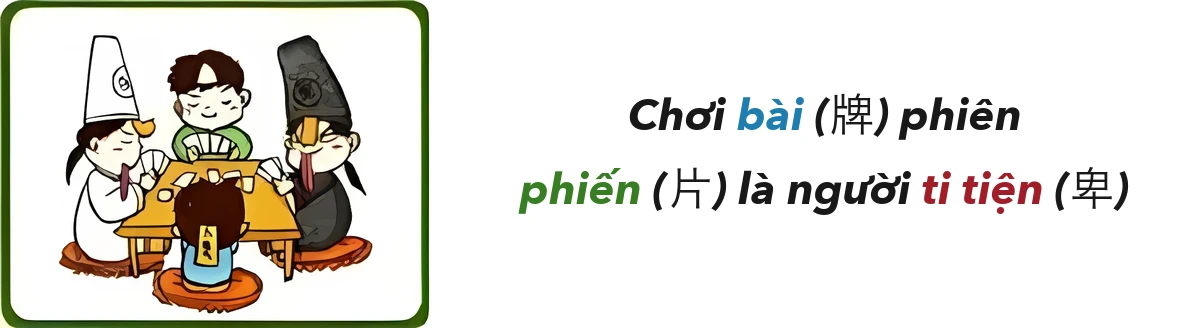 Chơi bài (牌) phiên
phiến (片) là người ti tiện (卑)